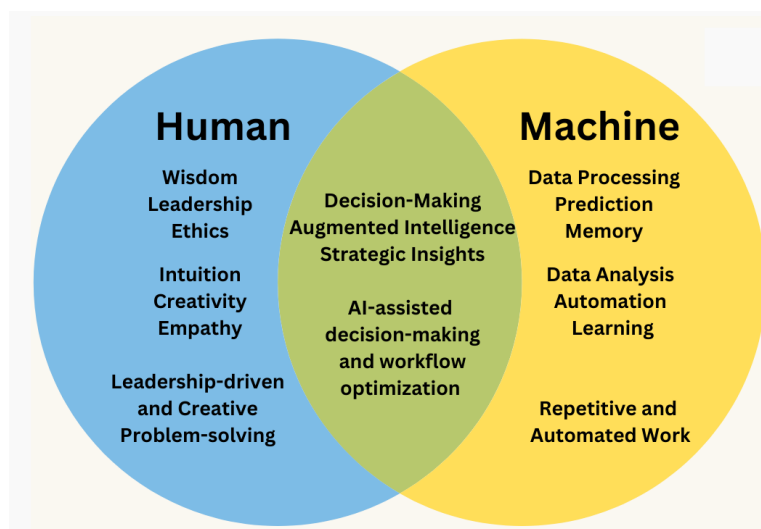 Human
Wisdom
Leadership
Ethics
Intuition
Creativity
Empathy
Leadership-driven
and Creative
Problem-solving
Decision-Making
Augmented Intelligence
Strategic Insights
AI-assisted
decision-making
and workflow
optimization
Machine
Data Processing
Prediction
Memory
Data Analysis
Automation
Learning
Repetitive and
Automated Work